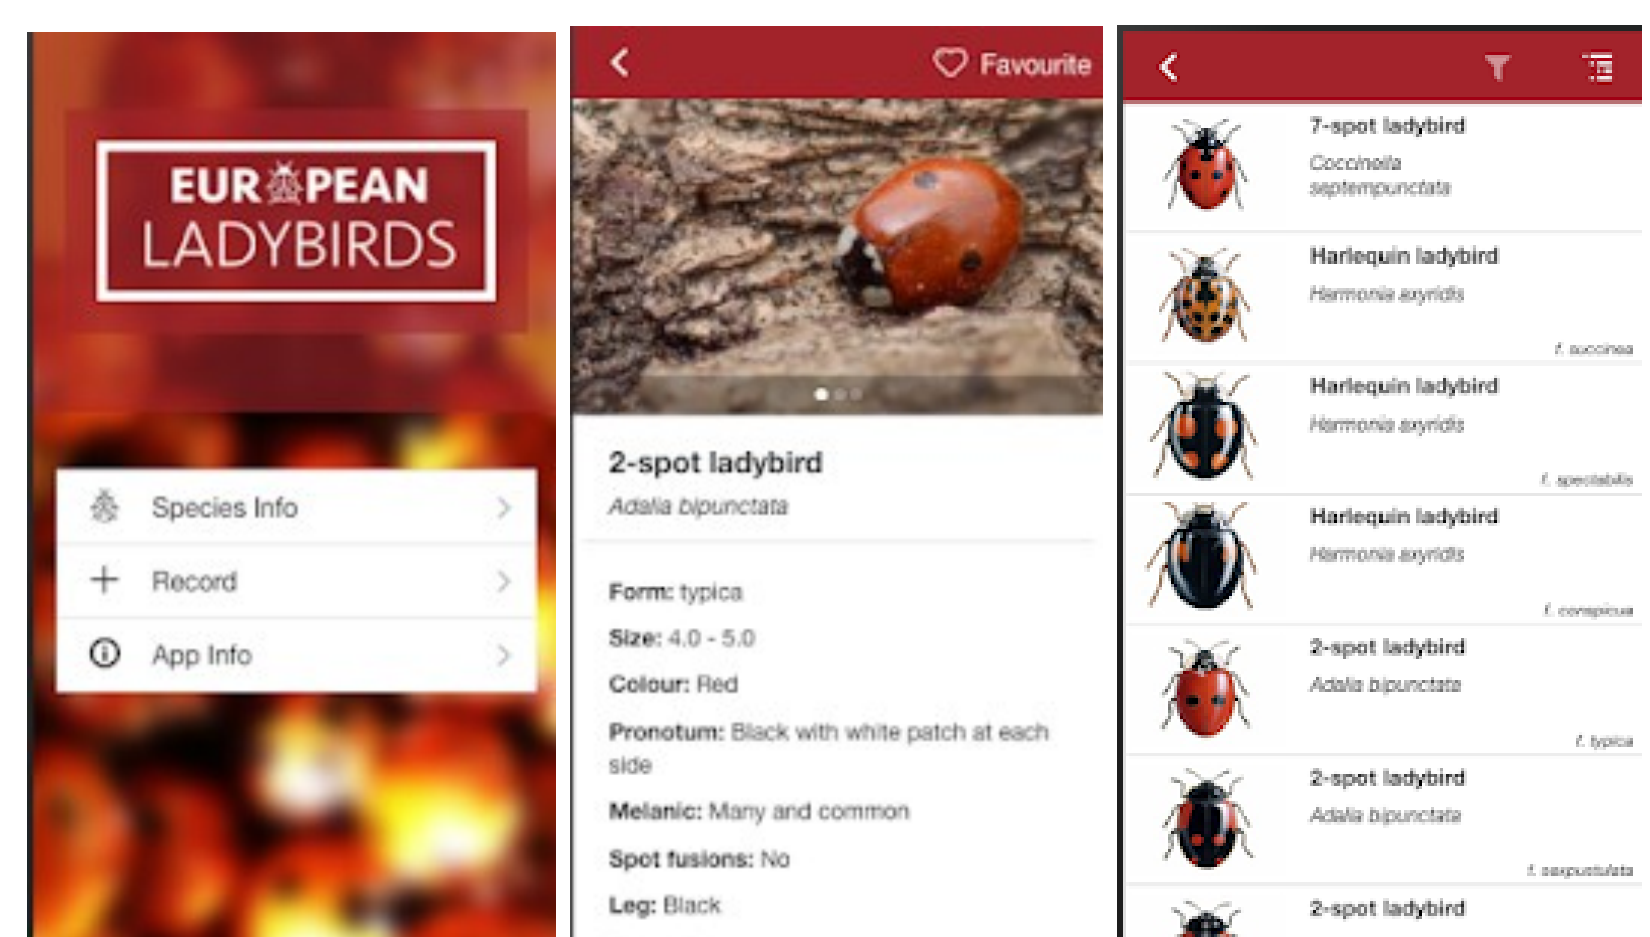 EUROPEAN
LADYBIRDS
Species Info
Record
App Info
Favourite
2-spot ladybird
Adalia bipunctata
Form: typica
Size: 4.0 - 5.0
Colour: Red
Pronotum: Black with white patch at each
side
Melanic: Many and common
Spot fusions: No
Leg: Black
7-spot ladybird
Coccinella
septempunctata
Harlequin ladybird
Harmonia axyridis
f. succinea
Harlequin ladybird
Harmonia axyridis
f. spectabilis
Harlequin ladybird
Harmonia axyridis
f. conspicua
2-spot ladybird
Adalia bipunctata
f. typica
2-spot ladybird
Adalia bipunctata
f. sexpustulata
2-spot ladybird